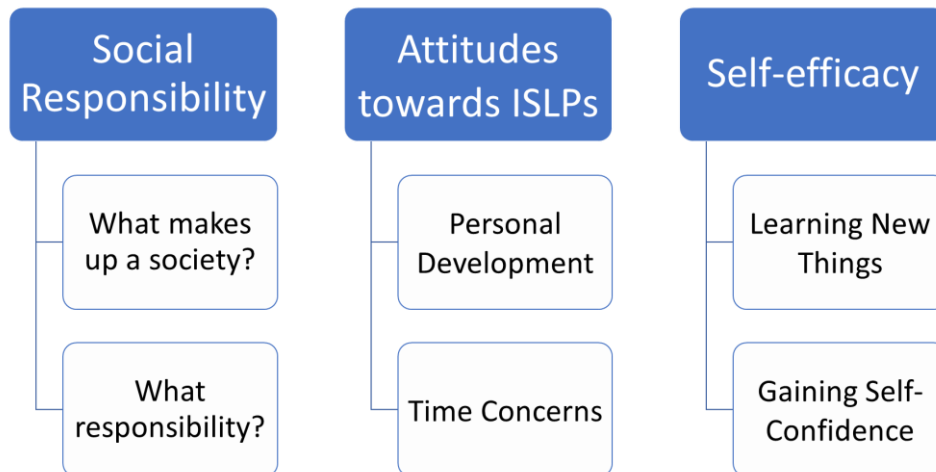 Social
Responsibility
What makes
up a society?
What
responsibility?
Attitudes
towards ISLPs
Personal
Development
Time Concerns
Self-efficacy
Learning New
Things
Gaining Self-
Confidence